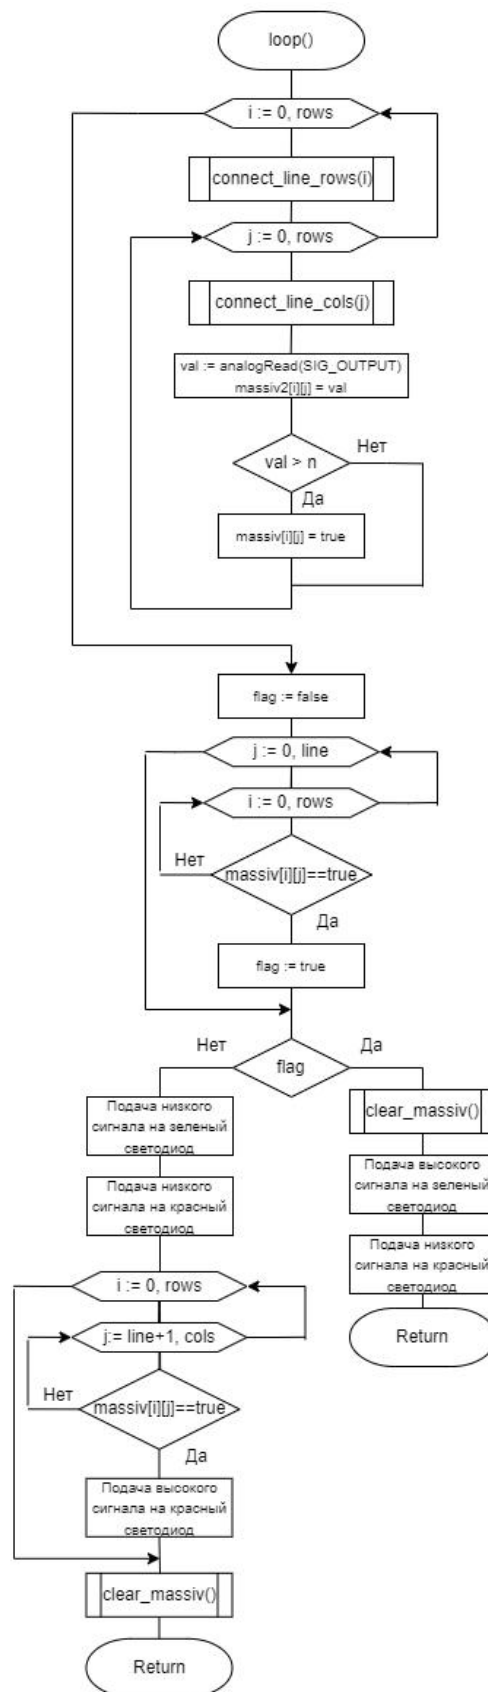 loop()
i := 0, rows
connect_line_rows(i)
j := 0, rows
connect_line_cols(j)
val := analogRead(SIG_OUTPUT)
massiv2[i][j] = val
Нет
val > n
Да
massiv[i][j] = true
flag := false
j := 0, line
i := 0, rows
Нет
massiv[i][j]==true
Да
flag := true
Нет
flag
Да
Подача низкого
сигнала на зеленый
светодиод
Подача низкого
сигнала на красный
светодиод
i := 0, rows
j:= line+1, cols
Нет
massiv[i][j]==true
Да
Подача высокого
сигнала на красный
светодиод
clear_massiv()
Return
clear_massiv()
Подача высокого
сигнала на зеленый
светодиод
Подача низкого
сигнала на красный
светодиод
Return